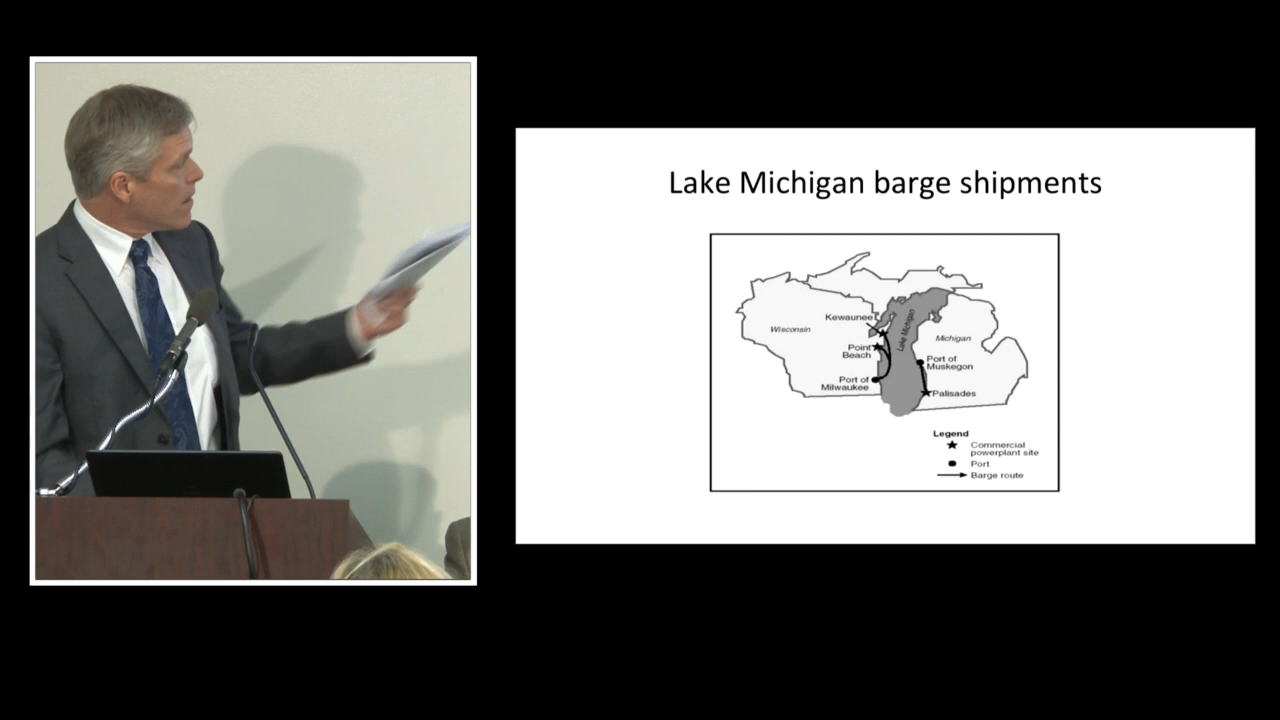 Lake Michigan barge shipments
Kewaunee
Wisconsin
Lake Michigan
Michigan
Point
Beach
Port of
Muskegon
Port of
Milwaukee
Palisades
Legend
Commercial
powerplant site
Port
Barge route